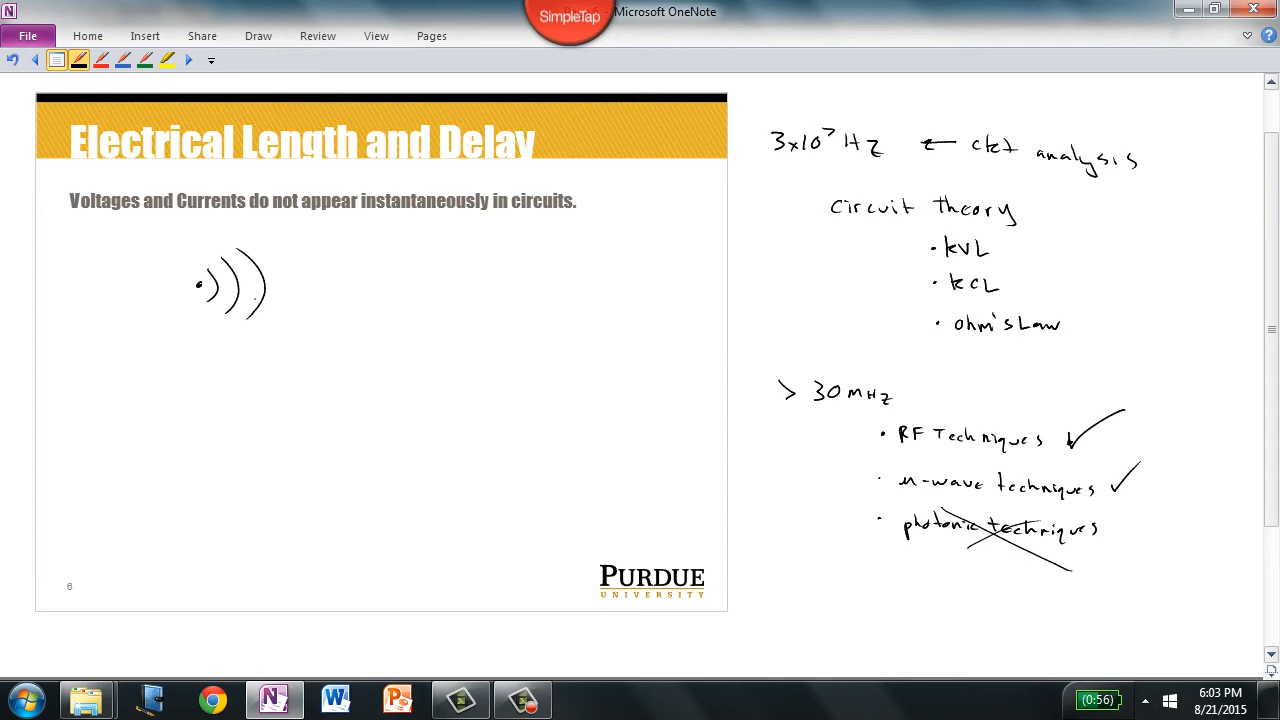 SimpleTap
- Microsoft OneNote
File Home Insert Share Draw Review View Pages
Electrical Length and Delay
Voltages and Currents do not appear instantaneously in circuits.
6
PURDUE
UNIVERSITY
3x10⁷ Hz ← ckt analysis
Circuit theory
• KVL
• KCL
• ohm's Law
> 30 MHz
• RF Techniques ✓
• μ-wave techniques ✓
• photonic techniques
(0:56)
6:03 PM
8/21/2015